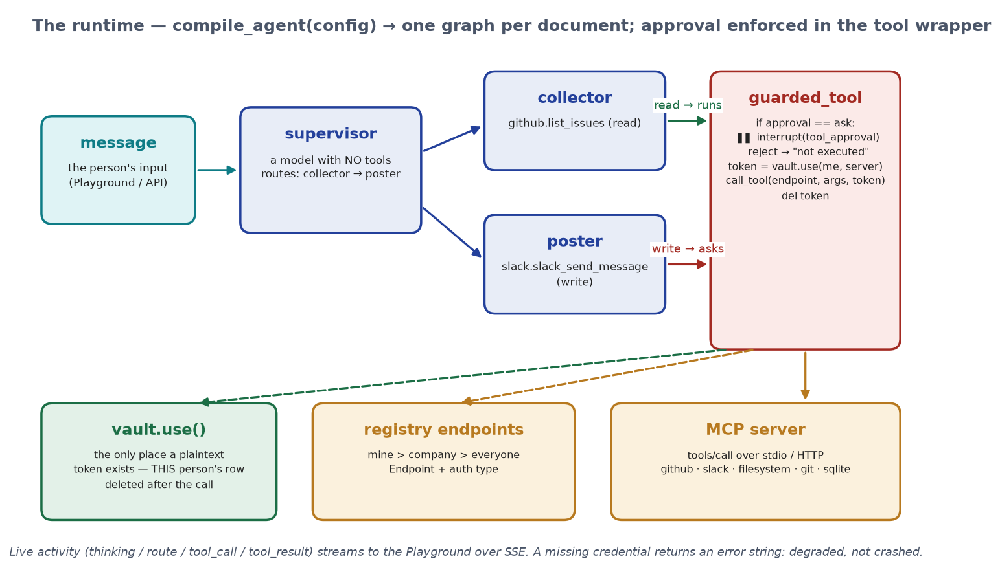 The runtime — compile_agent(config) → one graph per document; approval enforced in the tool wrapper
message
the person's input
(Playground / API)
supervisor
a model with NO tools
routes: collector → poster
collector
github.list_issues (read)
read → runs
poster
slack.slack_send_message
(write)
write → asks
guarded_tool
if approval == ask:
❚❚ interrupt(tool_approval)
reject → "not executed"
token = vault.use(me, server)
call_tool(endpoint, args, token)
del token
vault.use()
the only place a plaintext
token exists — THIS person's row
deleted after the call
registry endpoints
mine > company > everyone
Endpoint + auth type
MCP server
tools/call over stdio / HTTP
github · slack · filesystem · git · sqlite
Live activity (thinking / route / tool_call / tool_result) streams to the Playground over SSE. A missing credential returns an error string: degraded, not crashed.